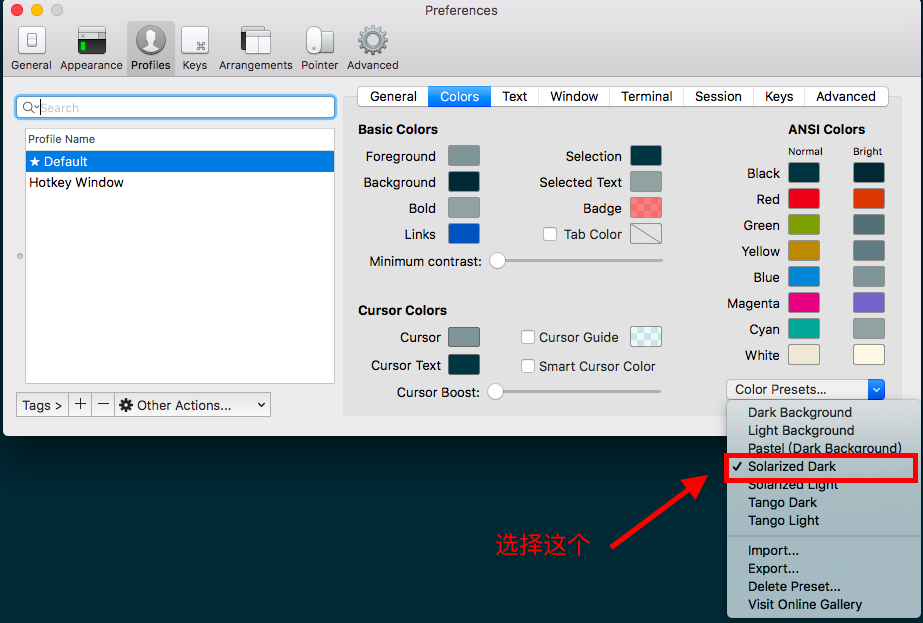 Preferences
General Appearance Profiles Keys Arrangements Pointer Advanced
Search
Profile Name
★ Default
Hotkey Window
Tags > + − Other Actions...
General Colors Text Window Terminal Session Keys Advanced
Basic Colors
Foreground
Background
Bold
Links
Selection
Selected Text
Badge
Tab Color
Minimum contrast:
Cursor Colors
Cursor
Cursor Text
Cursor Guide
Smart Cursor Color
Cursor Boost:
ANSI Colors
Normal Bright
Black
Red
Green
Yellow
Blue
Magenta
Cyan
White
Color Presets...
Dark Background
Light Background
Pastel (Dark Background)
✓ Solarized Dark
Solarized Light
Tango Dark
Tango Light
Import...
Export...
Delete Preset...
Visit Online Gallery
选择这个